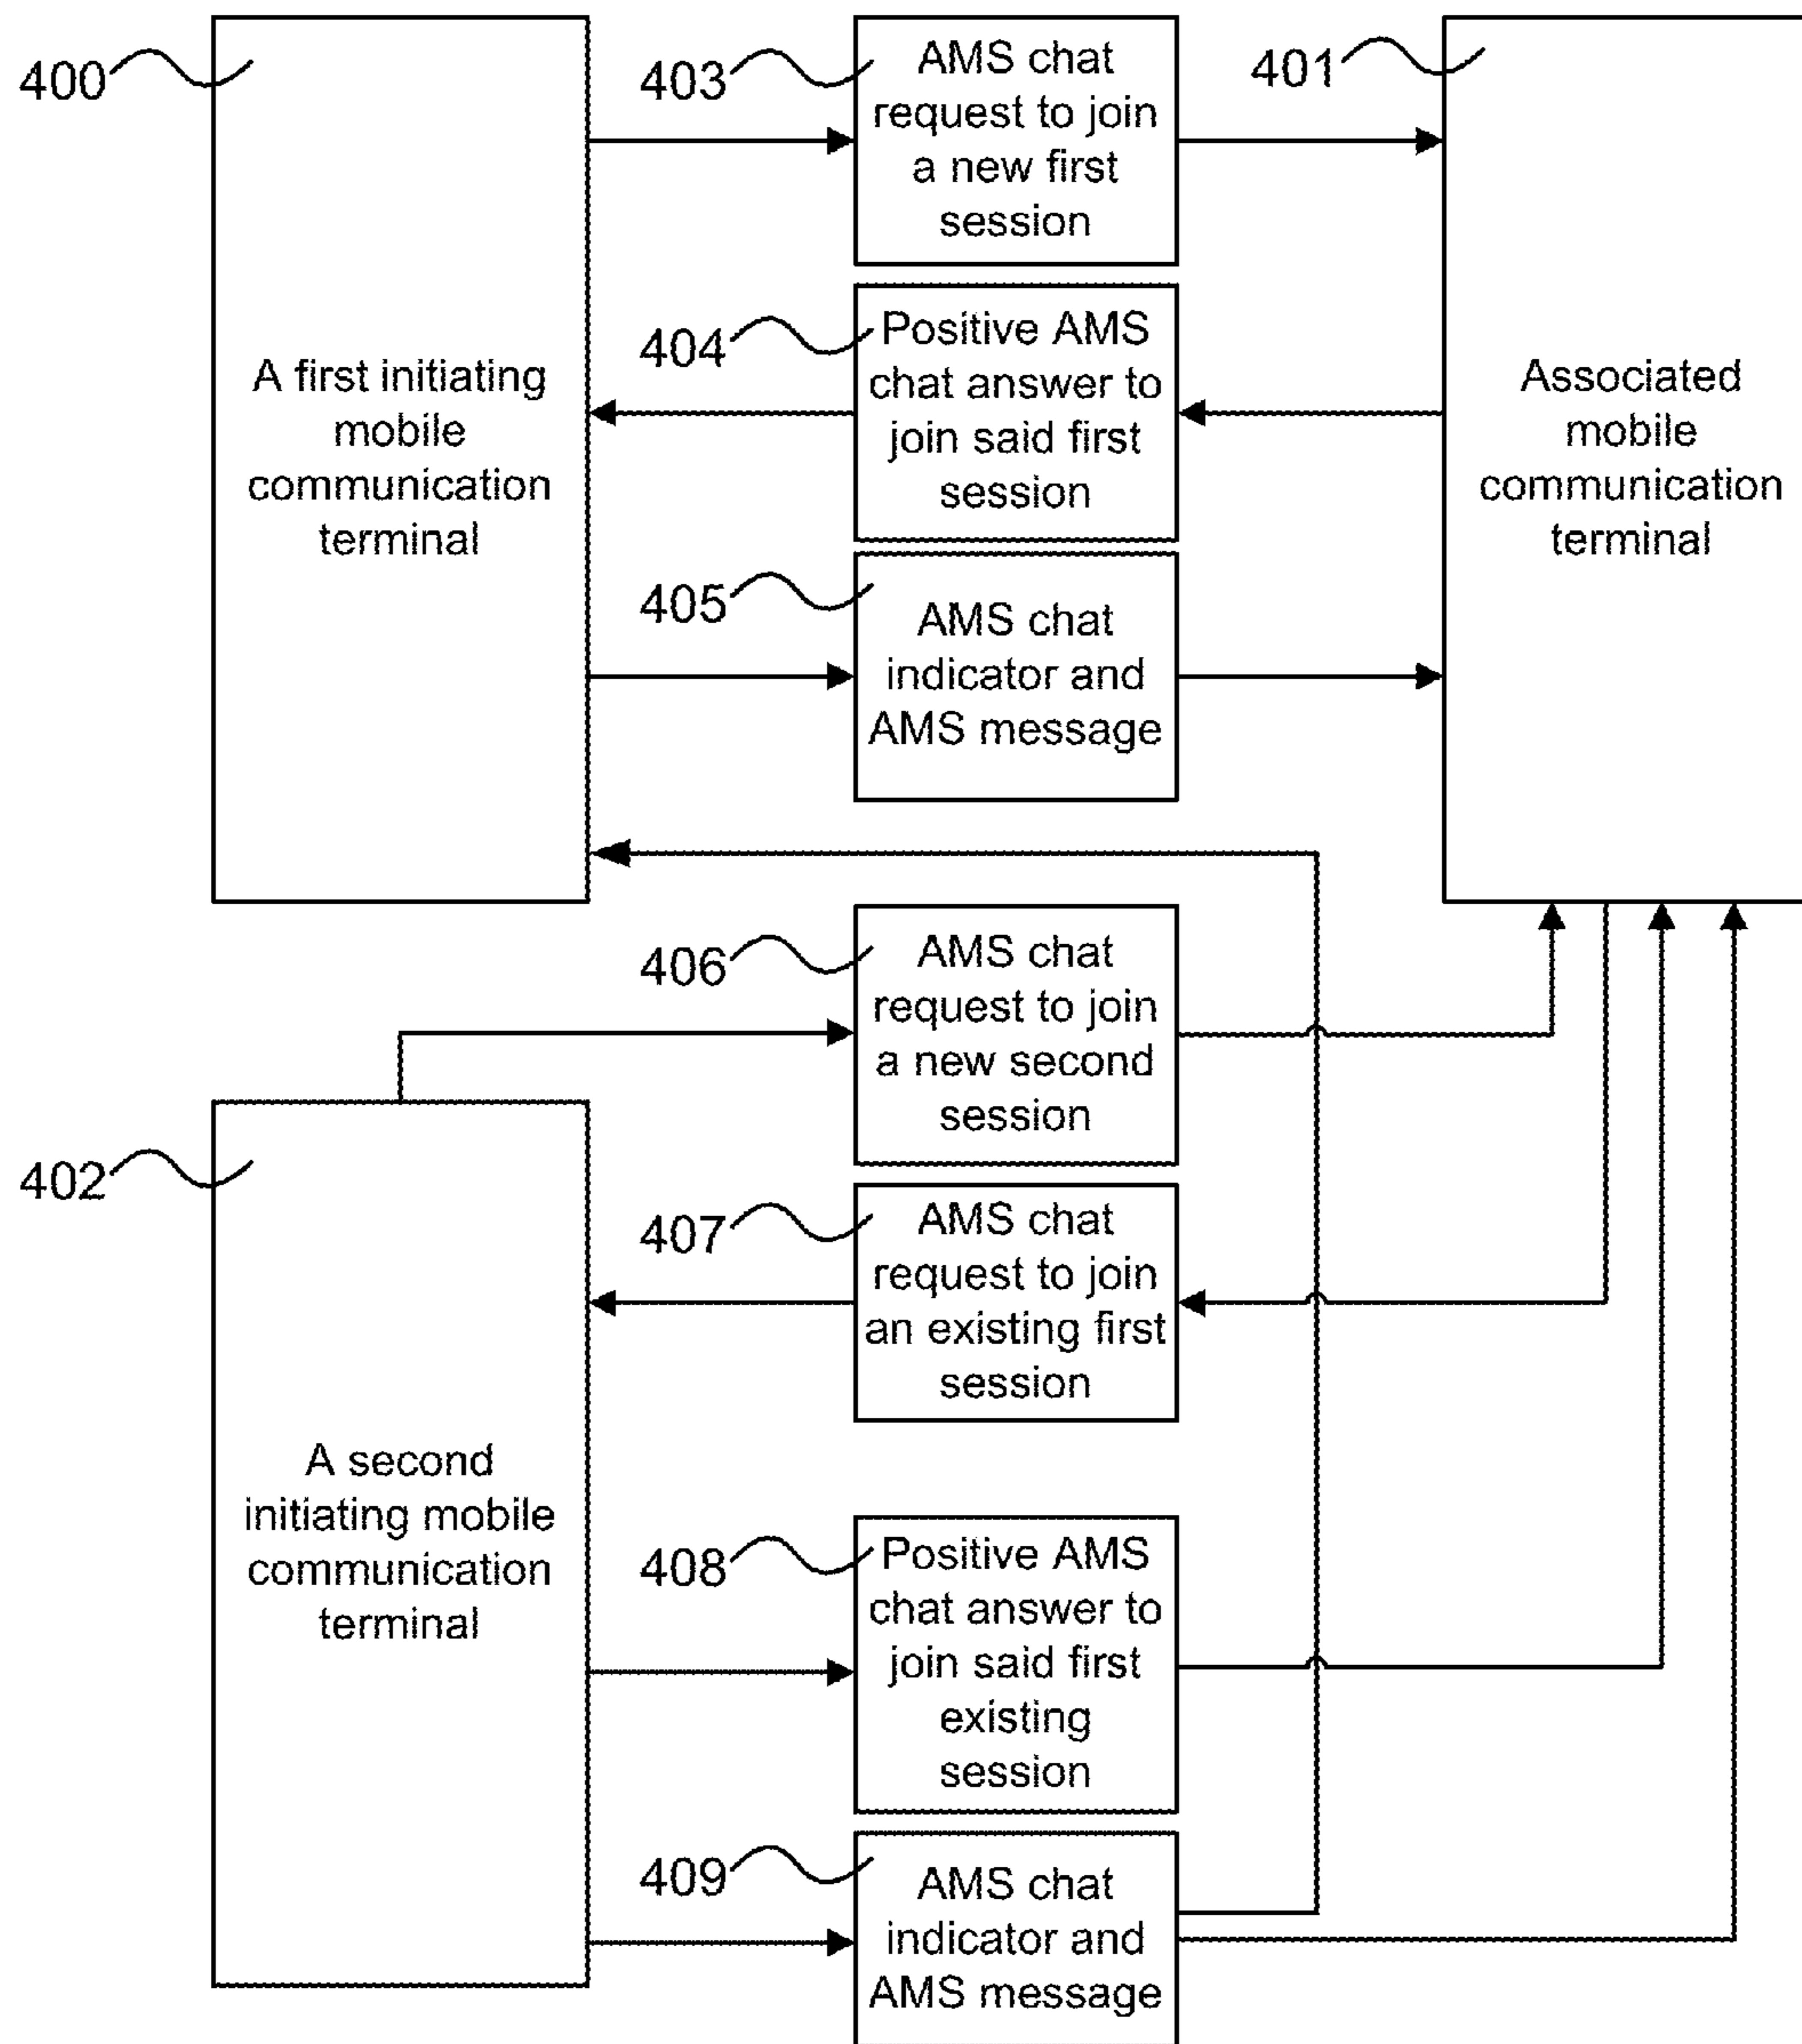 400
A first initiating
mobile
communication
terminal
403
AMS chat
request to join
a new first
session
401
Associated
mobile
communication
terminal
404
Positive AMS
chat answer to
join said first
session
405
AMS chat
indicator and
AMS message
406
AMS chat
request to join
a new second
session
402
A second
initiating mobile
communication
terminal
407
AMS chat
request to join
an existing first
session
408
Positive AMS
chat answer to
join said first
existing
session
409
AMS chat
indicator and
AMS message